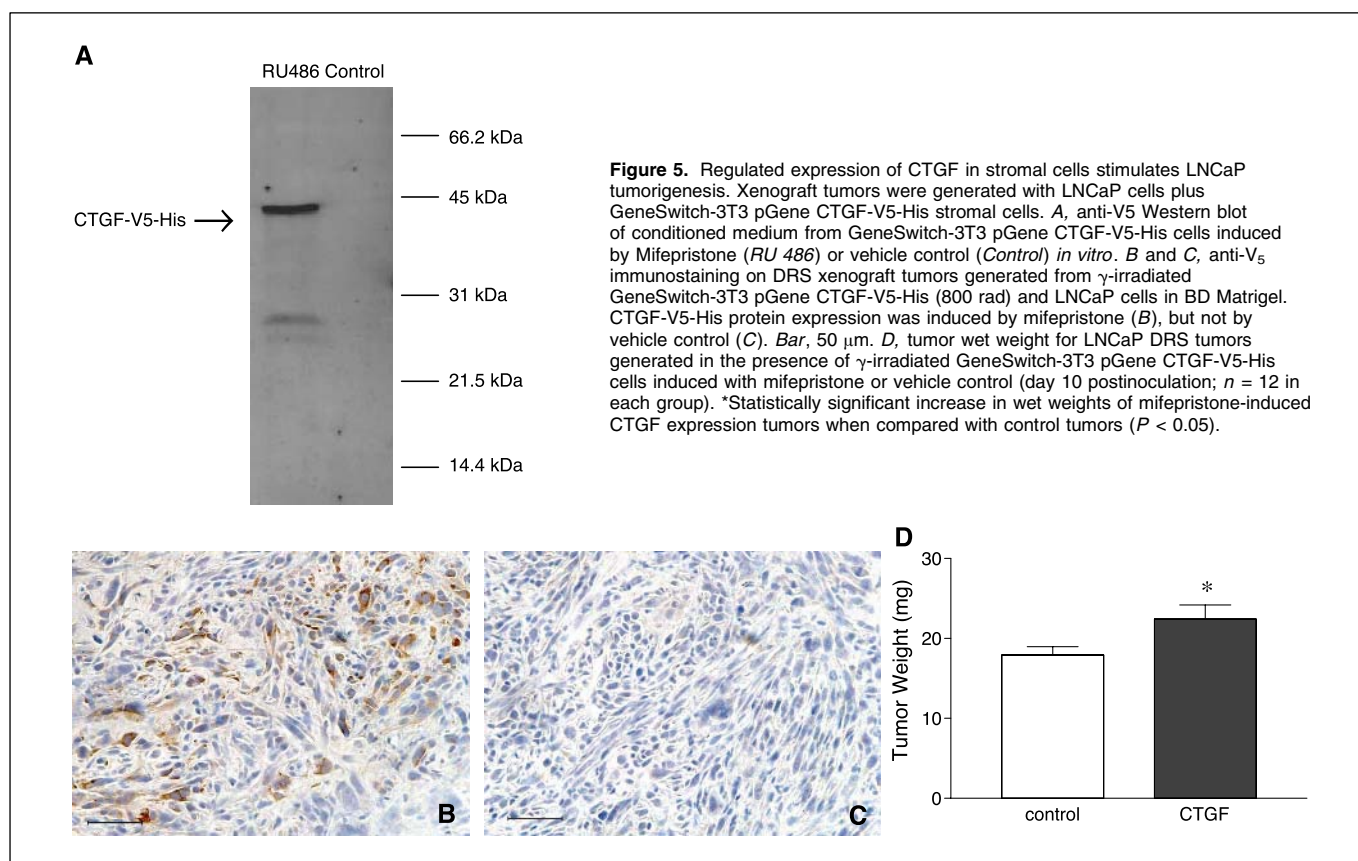 A
RU486 Control
66.2 kDa
45 kDa
CTGF-V5-His
31 kDa
21.5 kDa
14.4 kDa
Figure 5. Regulated expression of CTGF in stromal cells stimulates LNCaP
tumorigenesis. Xenograft tumors were generated with LNCaP cells plus
GeneSwitch-3T3 pGene CTGF-V5-His stromal cells. A, anti-V5 Western blot
of conditioned medium from GeneSwitch-3T3 pGene CTGF-V5-His cells induced
by Mifepristone (RU 486) or vehicle control (Control) in vitro. B and C, anti-V₅
immunostaining on DRS xenograft tumors generated from γ-irradiated
GeneSwitch-3T3 pGene CTGF-V5-His (800 rad) and LNCaP cells in BD Matrigel.
CTGF-V5-His protein expression was induced by mifepristone (B), but not by
vehicle control (C). Bar, 50 μm. D, tumor wet weight for LNCaP DRS tumors
generated in the presence of γ-irradiated GeneSwitch-3T3 pGene CTGF-V5-His
cells induced with mifepristone or vehicle control (day 10 postinoculation; n = 12 in
each group). *Statistically significant increase in wet weights of mifepristone-induced
CTGF expression tumors when compared with control tumors (P < 0.05).
B
C
D
Tumor Weight (mg)
30
20
10
0
*
control
CTGF